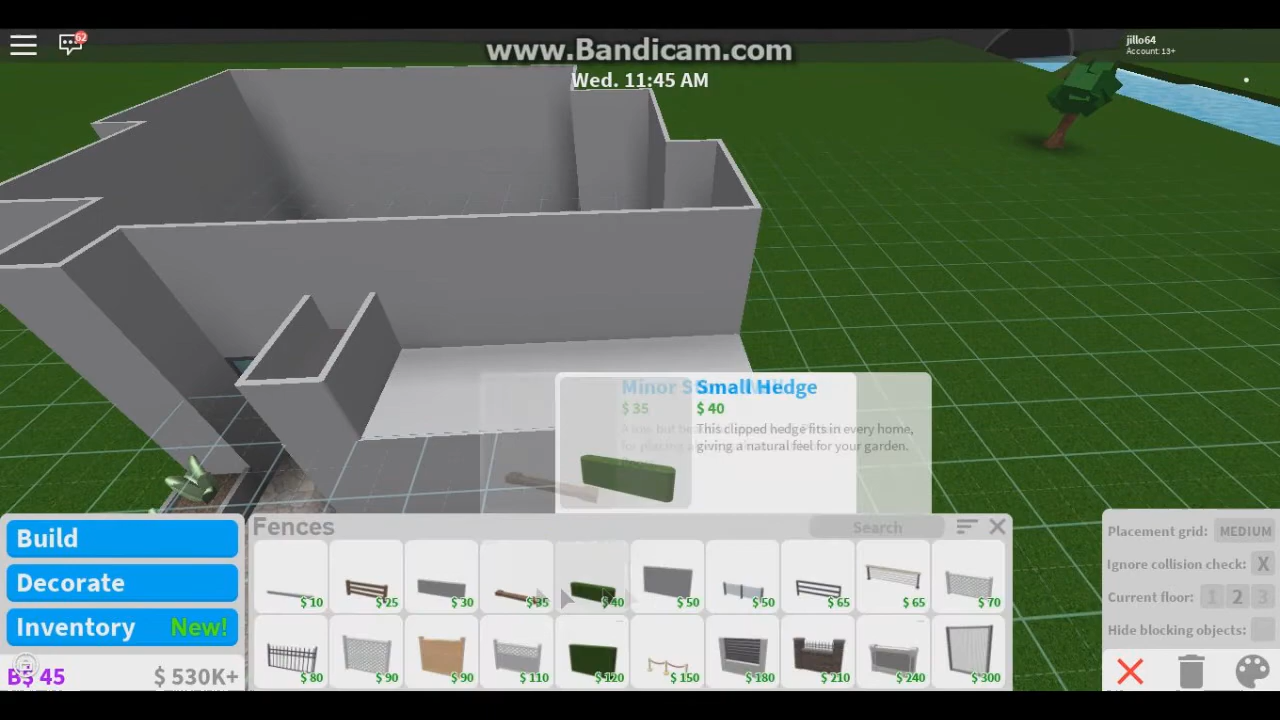 62
www.Bandicam.com
jillo64
Account: 13+
Wed. 11:45 AM
Small Hedge
$ 35
$ 40
This clipped hedge fits in every home,
giving a natural feel for your garden.
Build
Decorate
Inventory New!
B$ 45 $ 530K+
Fences
Search
$ 10 $ 25 $ 30 $ 35 $ 40 $ 50 $ 50 $ 65 $ 65 $ 70
$ 80 $ 90 $ 90 $ 110 $ 120 $ 150 $ 180 $ 210 $ 240 $ 300
Placement grid: MEDIUM
Ignore collision check: X
Current floor: 1 2 3
Hide blocking objects: